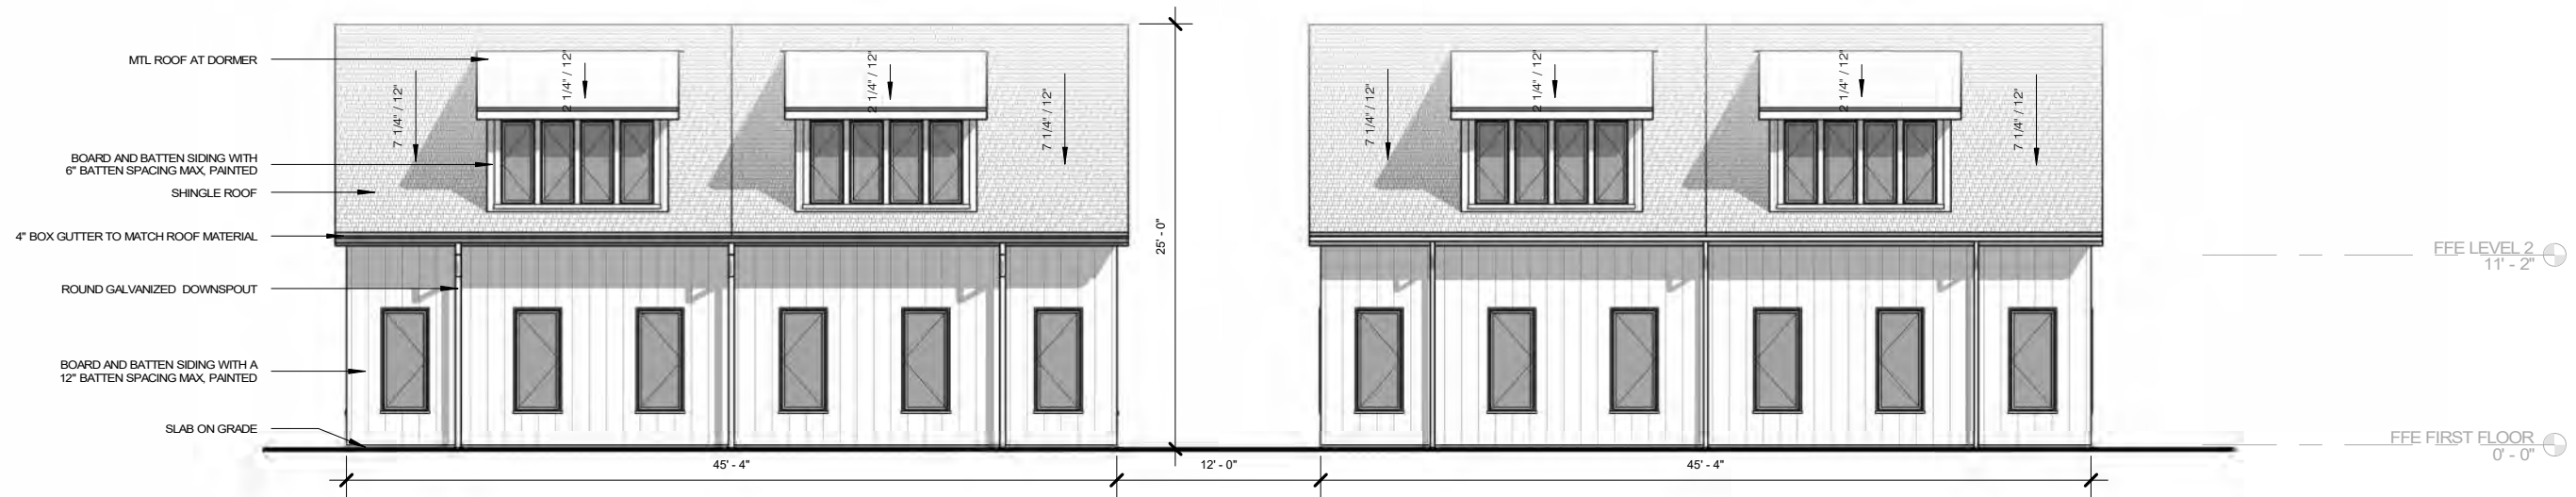 MTL ROOF AT DORMER
BOARD AND BATTEN SIDING WITH
6" BATTEN SPACING MAX, PAINTED
SHINGLE ROOF
4" BOX GUTTER TO MATCH ROOF MATERIAL
ROUND GALVANIZED DOWNSPOUT
BOARD AND BATTEN SIDING WITH A
12" BATTEN SPACING MAX, PAINTED
SLAB ON GRADE
7 1/4" / 12"
2 1/4" / 12"
2 1/4" / 12"
7 1/4" / 12"
25' - 0"
7 1/4" / 12"
2 1/4" / 12"
2 1/4" / 12"
7 1/4" / 12"
FFE LEVEL 2
11' - 2"
FFE FIRST FLOOR
0' - 0"
45' - 4"
12' - 0"
45' - 4"